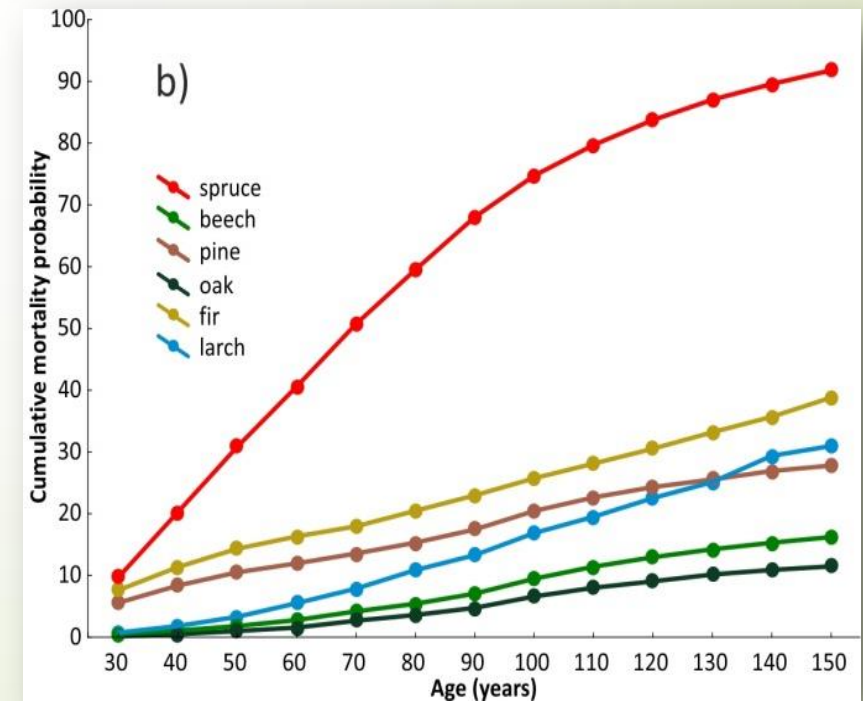 b)
Cumulative mortality probability
100
90
80
70
60
50
40
30
20
10
0
spruce
beech
pine
oak
fir
larch
30 40 50 60 70 80 90 100 110 120 130 140 150
Age (years)